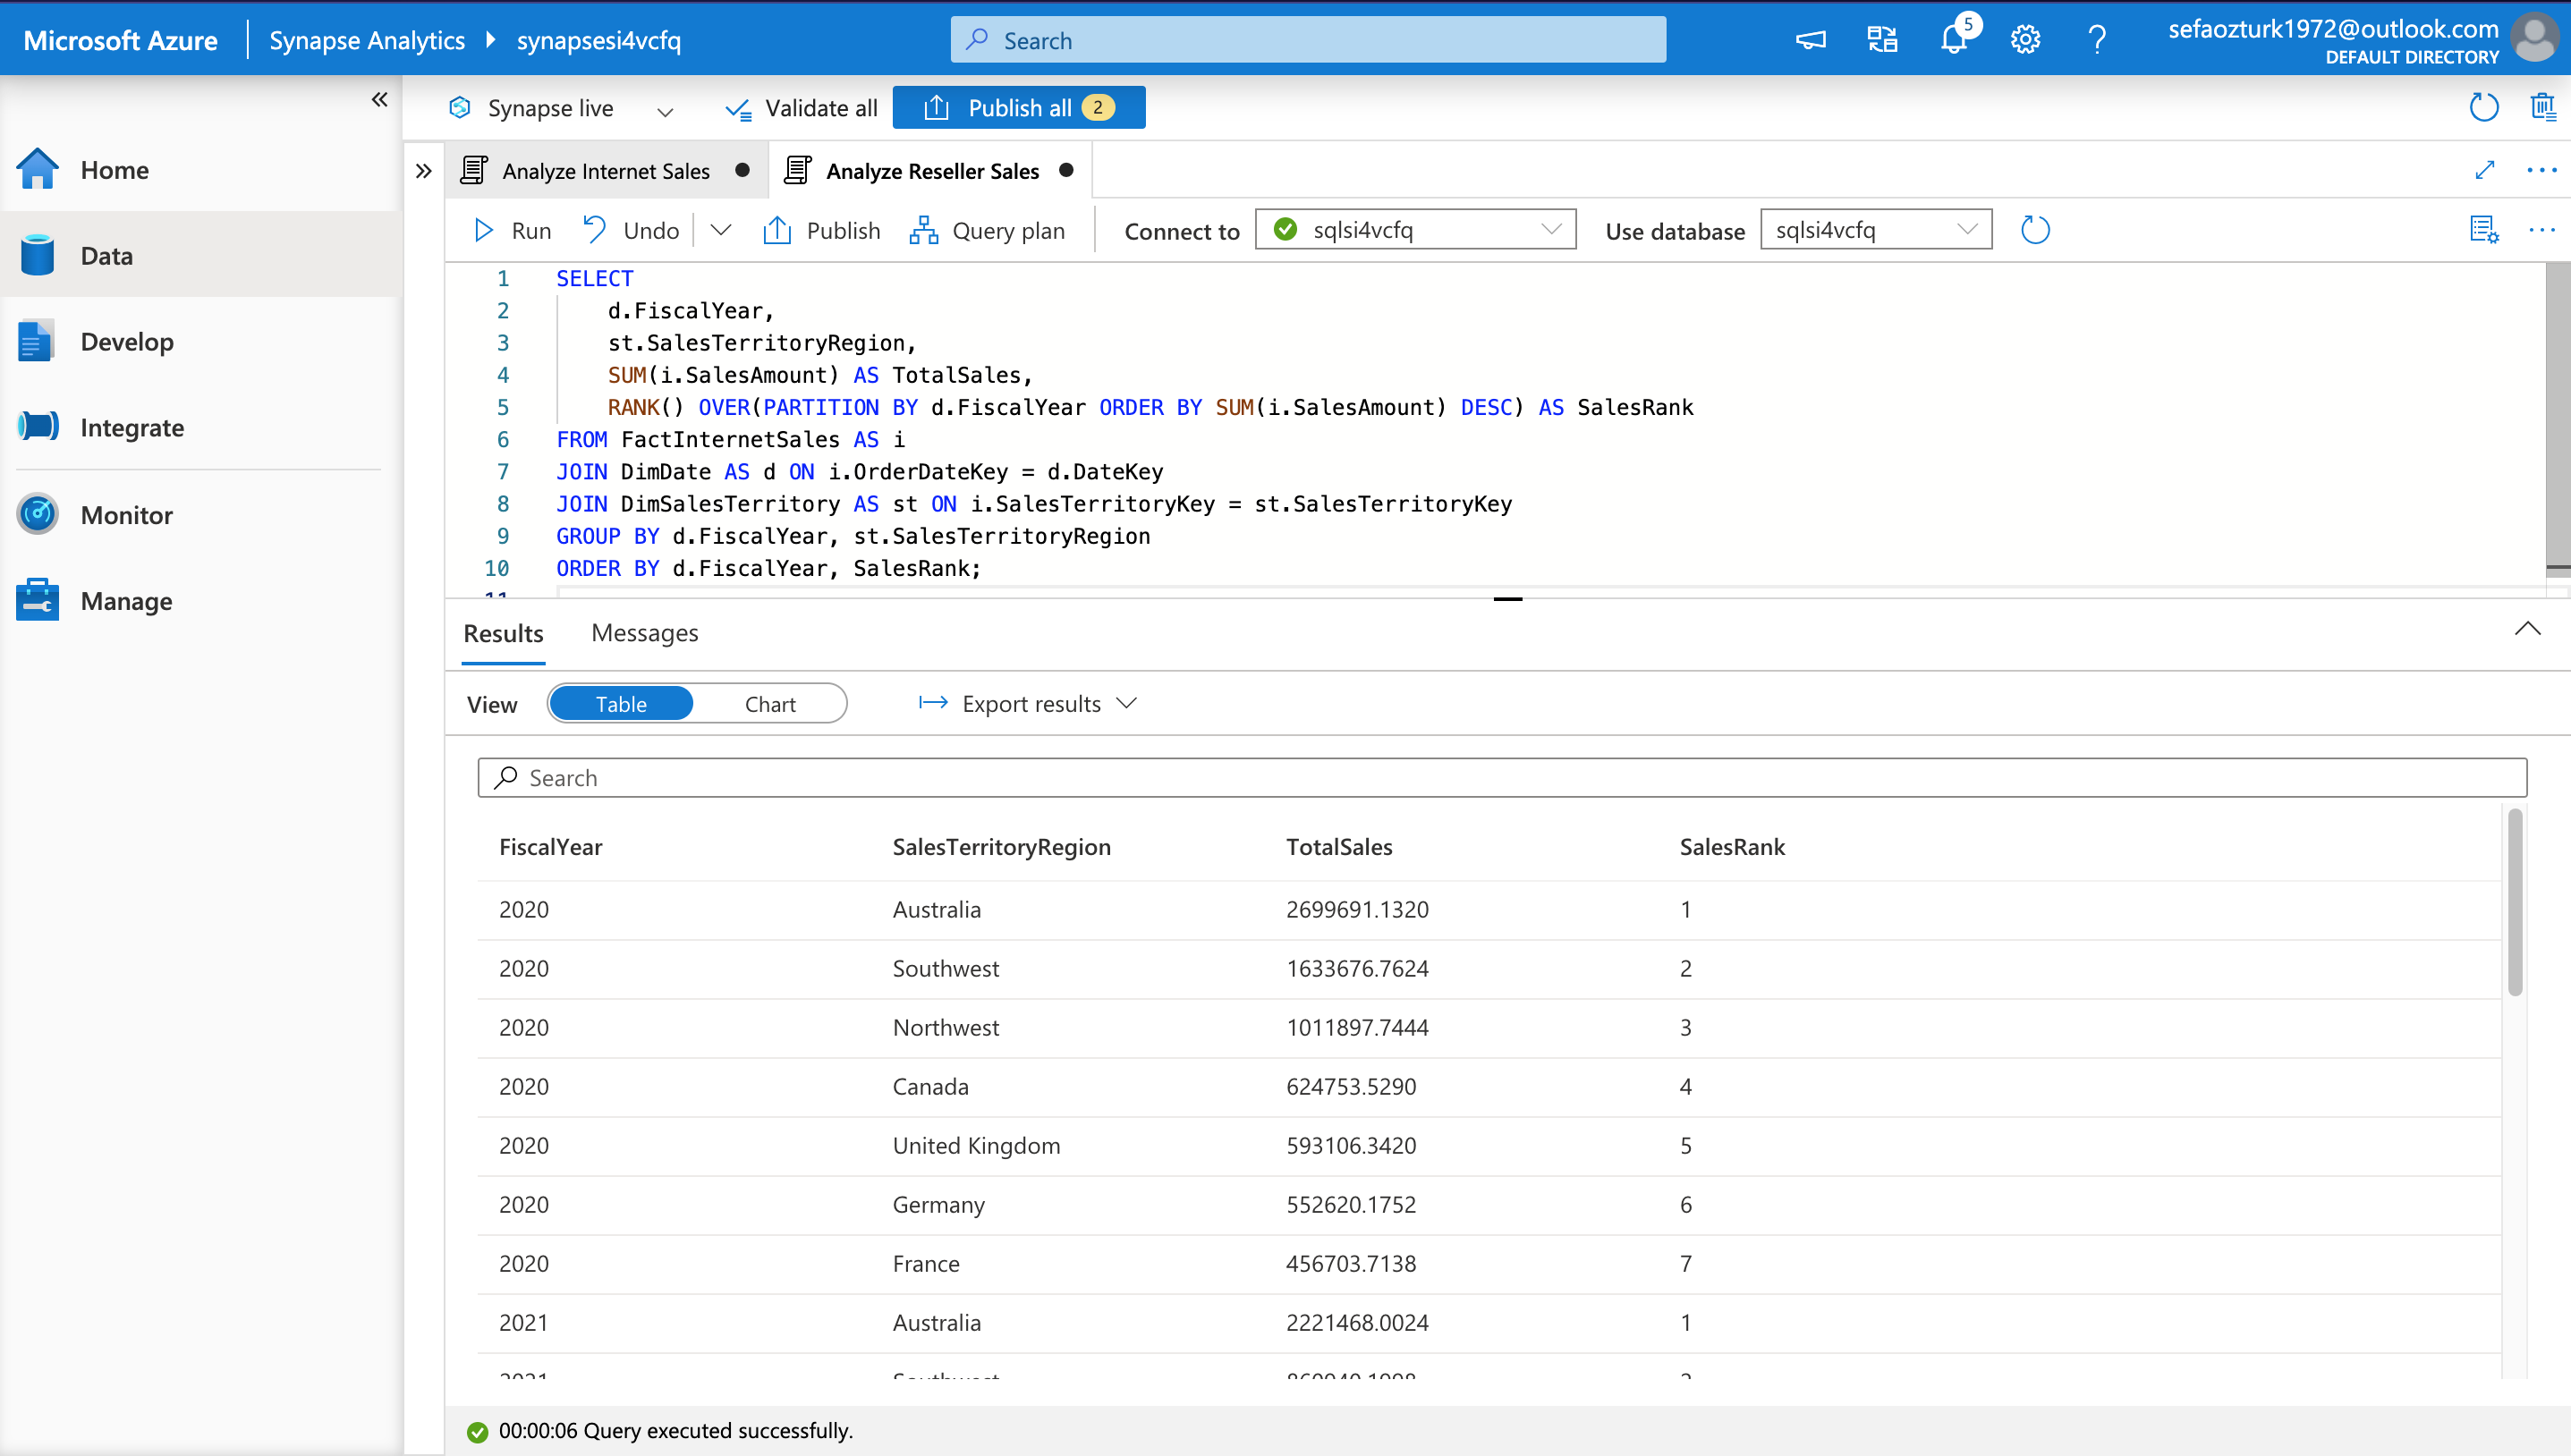 Microsoft Azure
Synapse Analytics
synapsesi4vcfq
Search
5
sefaozturk1972@outlook.com
DEFAULT DIRECTORY
Home
Data
Develop
Integrate
Monitor
Manage
Synapse live
Validate all
Publish all 2
Analyze Internet Sales
Analyze Reseller Sales
Run
Undo
Publish
Query plan
Connect to
sqlsi4vcfq
Use database
sqlsi4vcfq
1 SELECT
2 d.FiscalYear,
3 st.SalesTerritoryRegion,
4 SUM(i.SalesAmount) AS TotalSales,
5 RANK() OVER(PARTITION BY d.FiscalYear ORDER BY SUM(i.SalesAmount) DESC) AS SalesRank
6 FROM FactInternetSales AS i
7 JOIN DimDate AS d ON i.OrderDateKey = d.DateKey
8 JOIN DimSalesTerritory AS st ON i.SalesTerritoryKey = st.SalesTerritoryKey
9 GROUP BY d.FiscalYear, st.SalesTerritoryRegion
10 ORDER BY d.FiscalYear, SalesRank;
11
Results
Messages
View
Table
Chart
Export results
Search
FiscalYear SalesTerritoryRegion TotalSales SalesRank
2020 Australia 2699691.1320 1
2020 Southwest 1633676.7624 2
2020 Northwest 1011897.7444 3
2020 Canada 624753.5290 4
2020 United Kingdom 593106.3420 5
2020 Germany 552620.1752 6
2020 France 456703.7138 7
2021 Australia 2221468.0024 1
2021 Southwest 2
00:00:06 Query executed successfully.